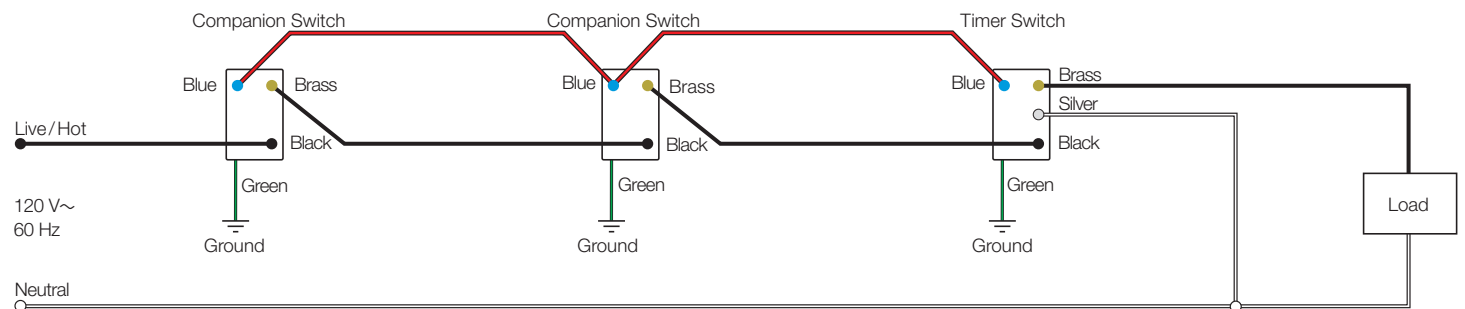 Companion Switch
Companion Switch
Timer Switch
Blue
Brass
Blue
Brass
Blue
Brass
Silver
Live/Hot
Black
Black
Black
Green
Green
Green
120 V~
60 Hz
Load
Ground
Ground
Ground
Neutral